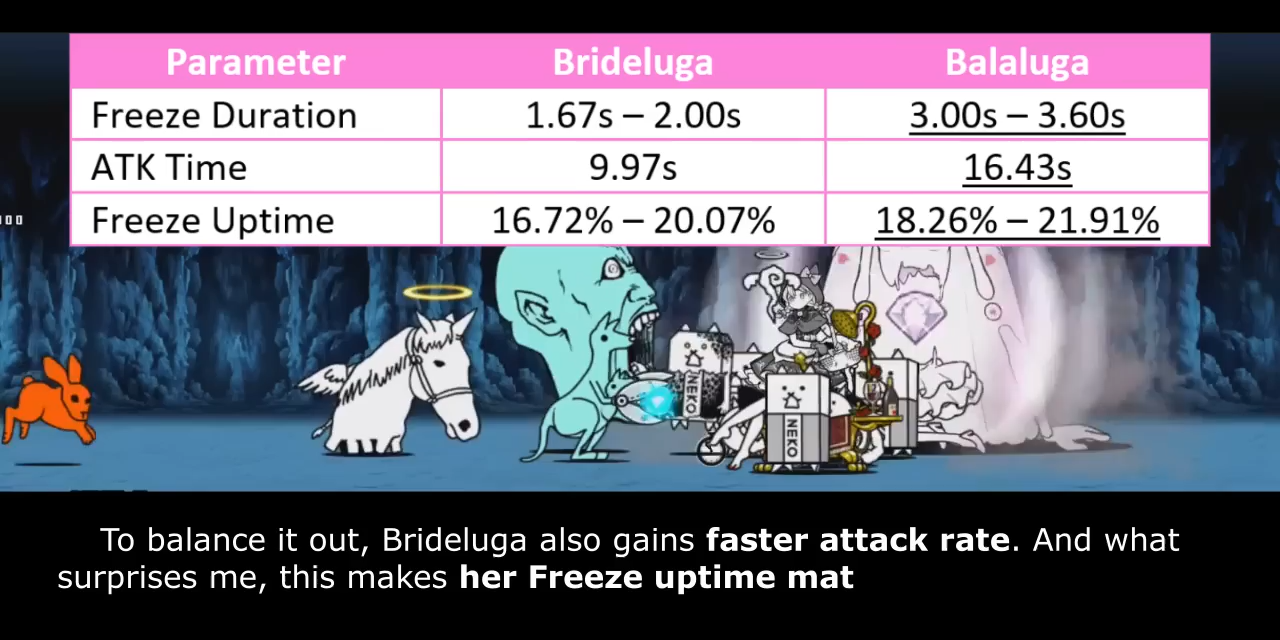 Parameter Brideluga Balaluga
Freeze Duration 1.67s – 2.00s 3.00s – 3.60s
ATK Time 9.97s 16.43s
Freeze Uptime 16.72% – 20.07% 18.26% – 21.91%
NEKO
NEKO
To balance it out, Brideluga also gains faster attack rate. And what
surprises me, this makes her Freeze uptime mat